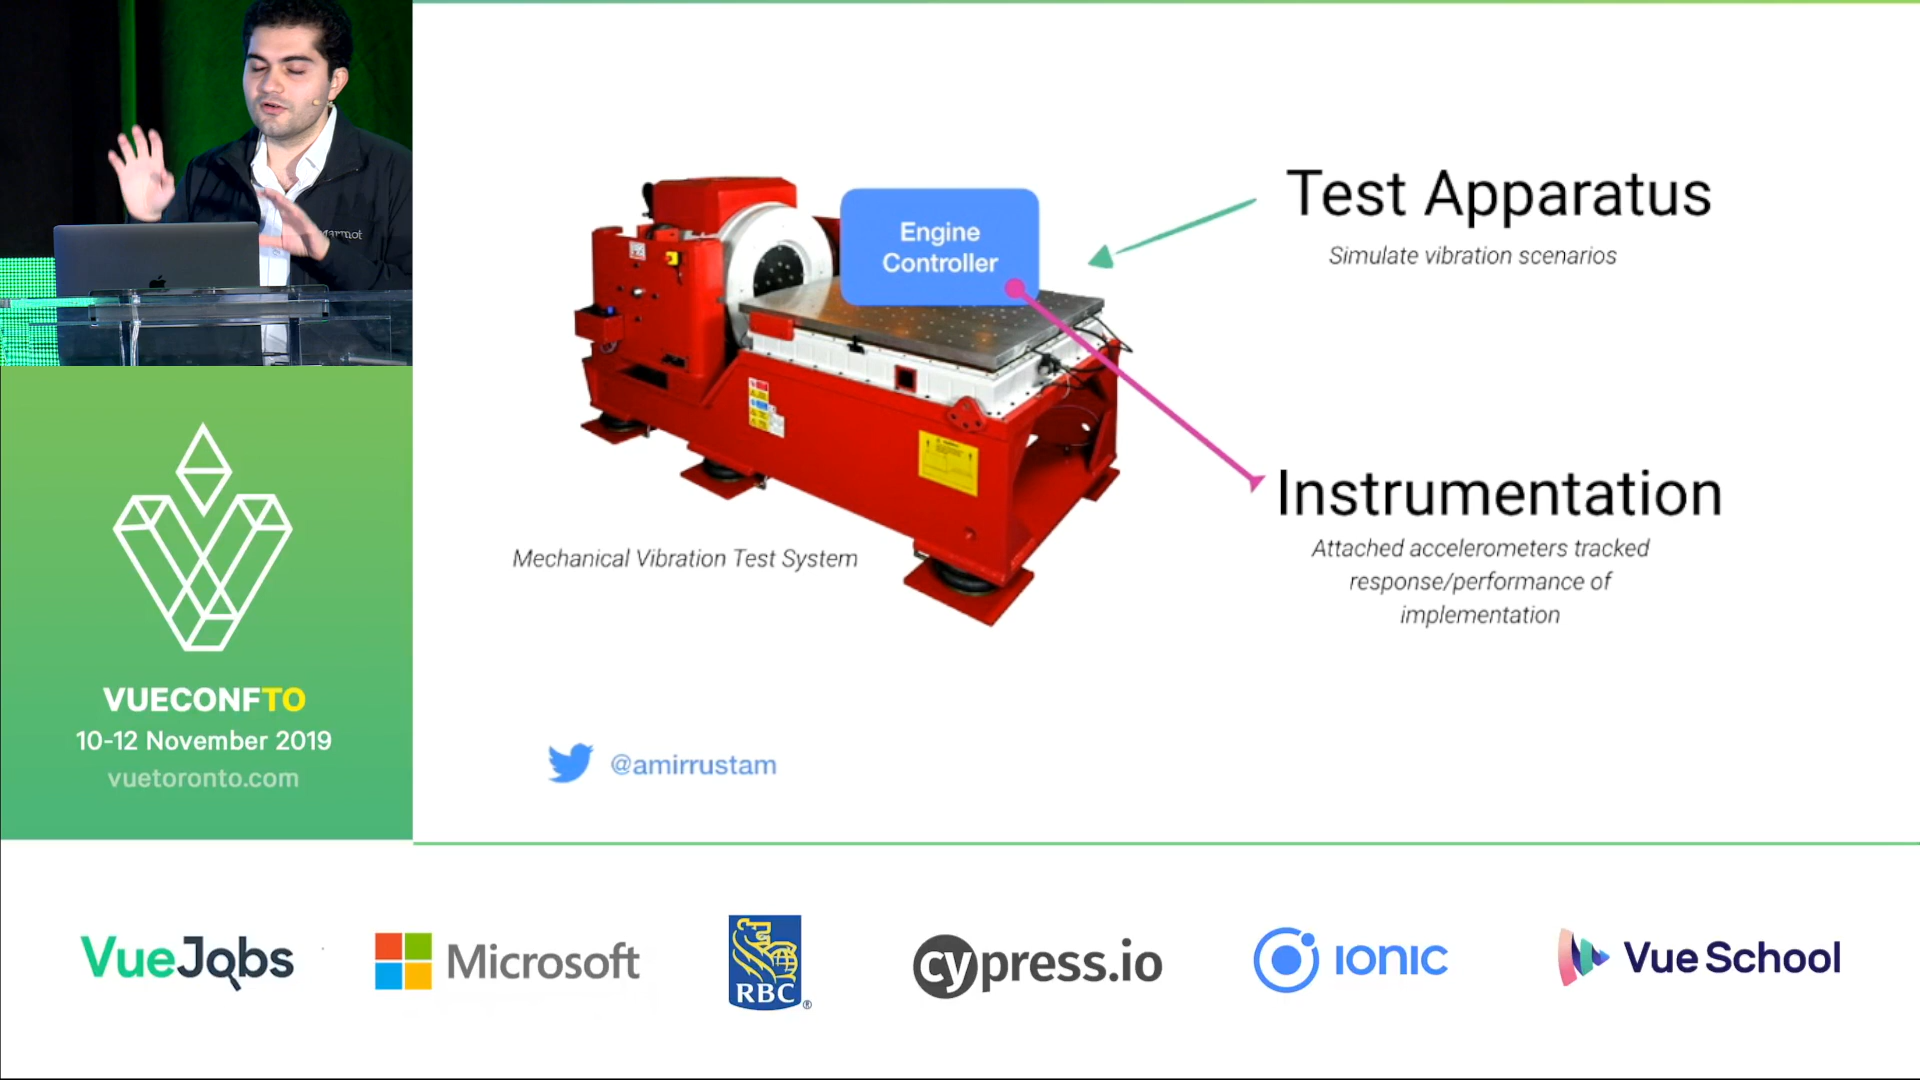 Marmot
VUECONFTO
10-12 November 2019
vuetoronto.com
Engine
Controller
Test Apparatus
Simulate vibration scenarios
Instrumentation
Attached accelerometers tracked
response/performance of
implementation
Mechanical Vibration Test System
@amirrustam
VueJobs
Microsoft
RBC®
cypress.io
IONIC
Vue School